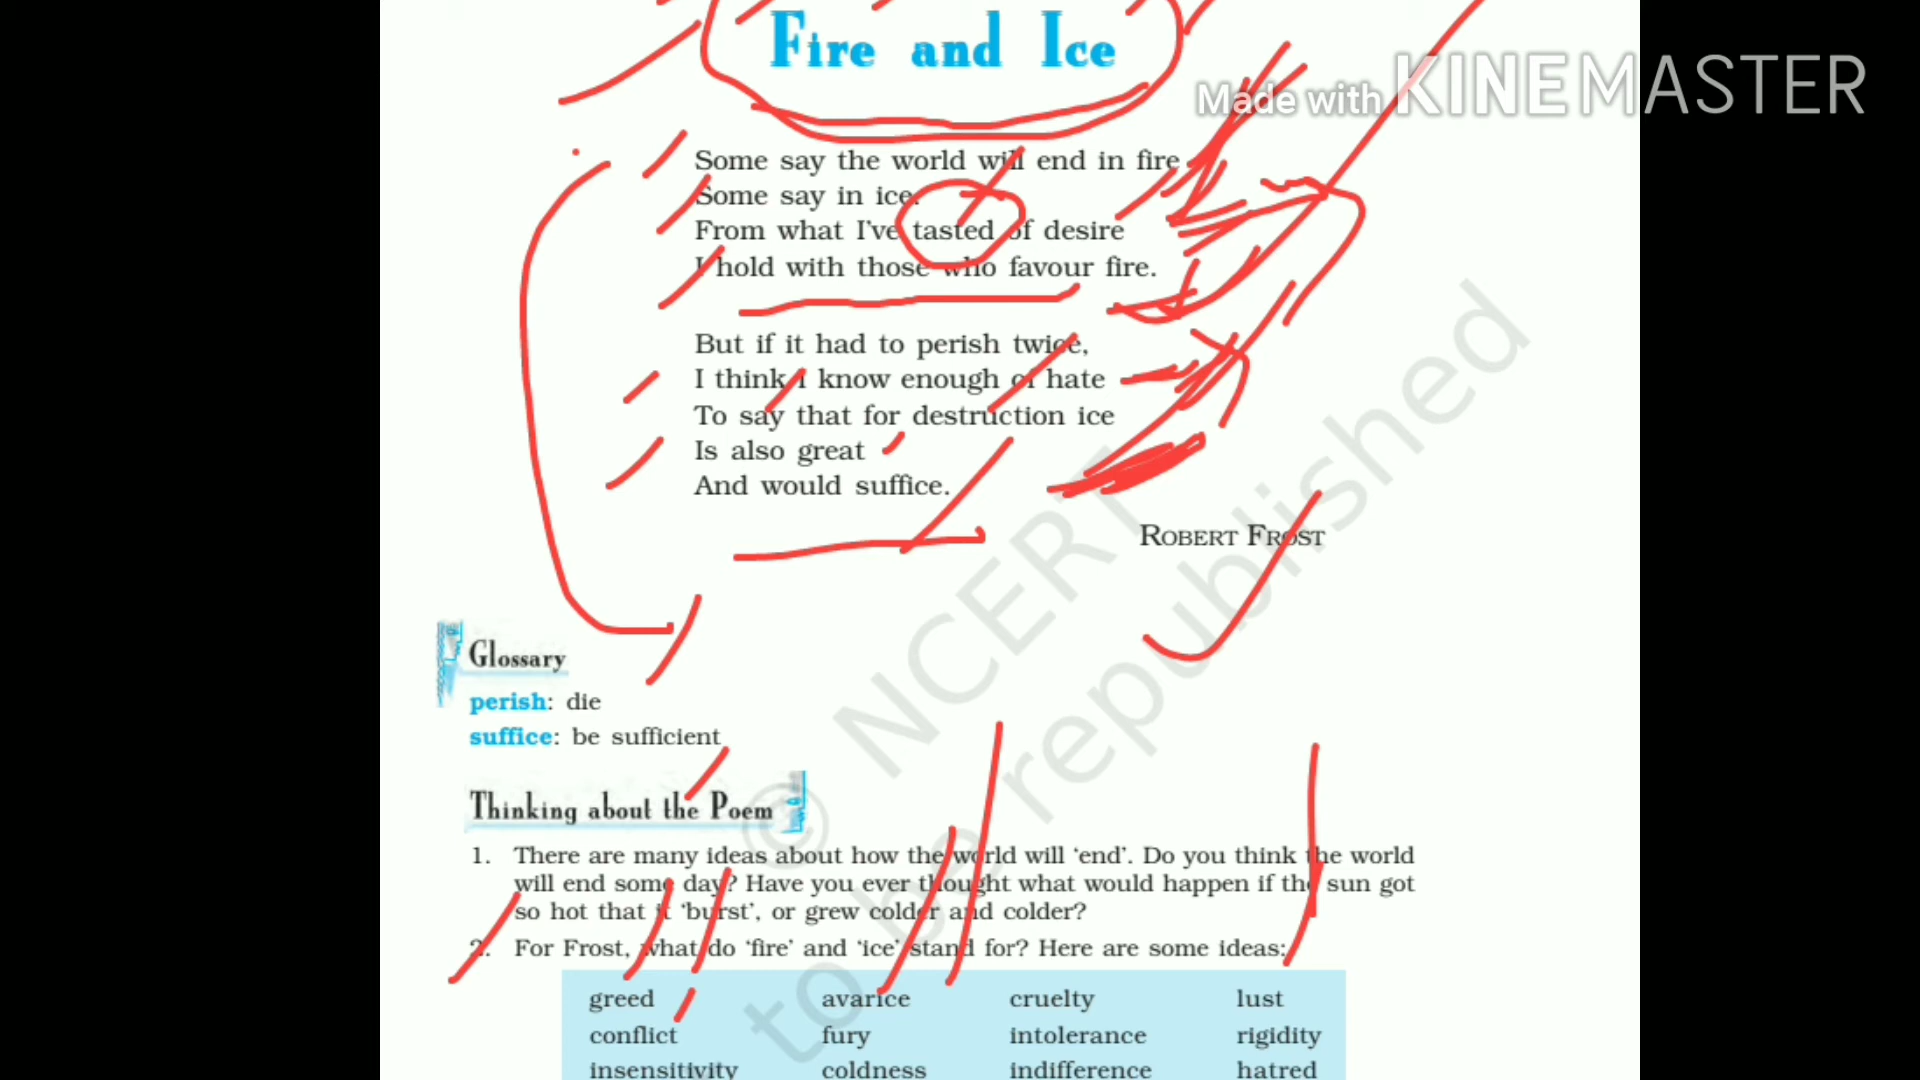 Fire and Ice
Made with KINEMASTER
Some say the world will end in fire
Some say in ice.
From what I've tasted of desire
I hold with those who favour fire.
But if it had to perish twice,
I think I know enough of hate
To say that for destruction ice
Is also great
And would suffice.
ROBERT FROST
Glossary
perish: die
suffice: be sufficient
Thinking about the Poem
1. There are many ideas about how the world will ‘end’. Do you think the world
will end some day? Have you ever thought what would happen if the sun got
so hot that it ‘burst’, or grew colder and colder?
2. For Frost, what do ‘fire’ and ‘ice’ stand for? Here are some ideas:
greed avarice cruelty lust
conflict fury intolerance rigidity
insensitivity coldness indifference hatred
© NCERT
to be republished